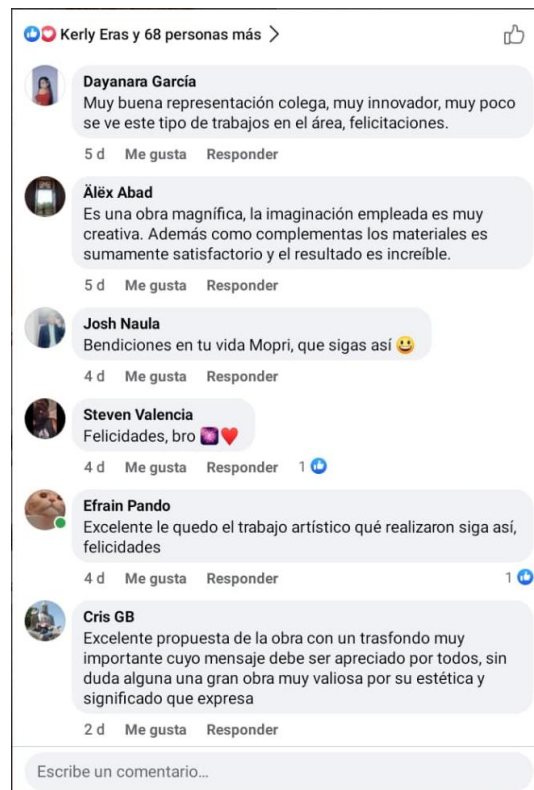 Kerly Eras y 68 personas más >
Dayanara García
Muy buena representación colega, muy innovador, muy poco
se ve este tipo de trabajos en el área, felicitaciones.
5 d Me gusta Responder
Älëx Abad
Es una obra magnífica, la imaginación empleada es muy
creativa. Además como complementas los materiales es
sumamente satisfactorio y el resultado es increíble.
5 d Me gusta Responder
Josh Naula
Bendiciones en tu vida Mopri, que sigas así 😃
4 d Me gusta Responder
Steven Valencia
Felicidades, bro 🎆❤️
4 d Me gusta Responder 1
Efrain Pando
Excelente le quedo el trabajo artístico qué realizaron siga así,
felicidades
4 d Me gusta Responder 1
Cris GB
Excelente propuesta de la obra con un trasfondo muy
importante cuyo mensaje debe ser apreciado por todos, sin
duda alguna una gran obra muy valiosa por su estética y
significado que expresa
2 d Me gusta Responder
Escribe un comentario...